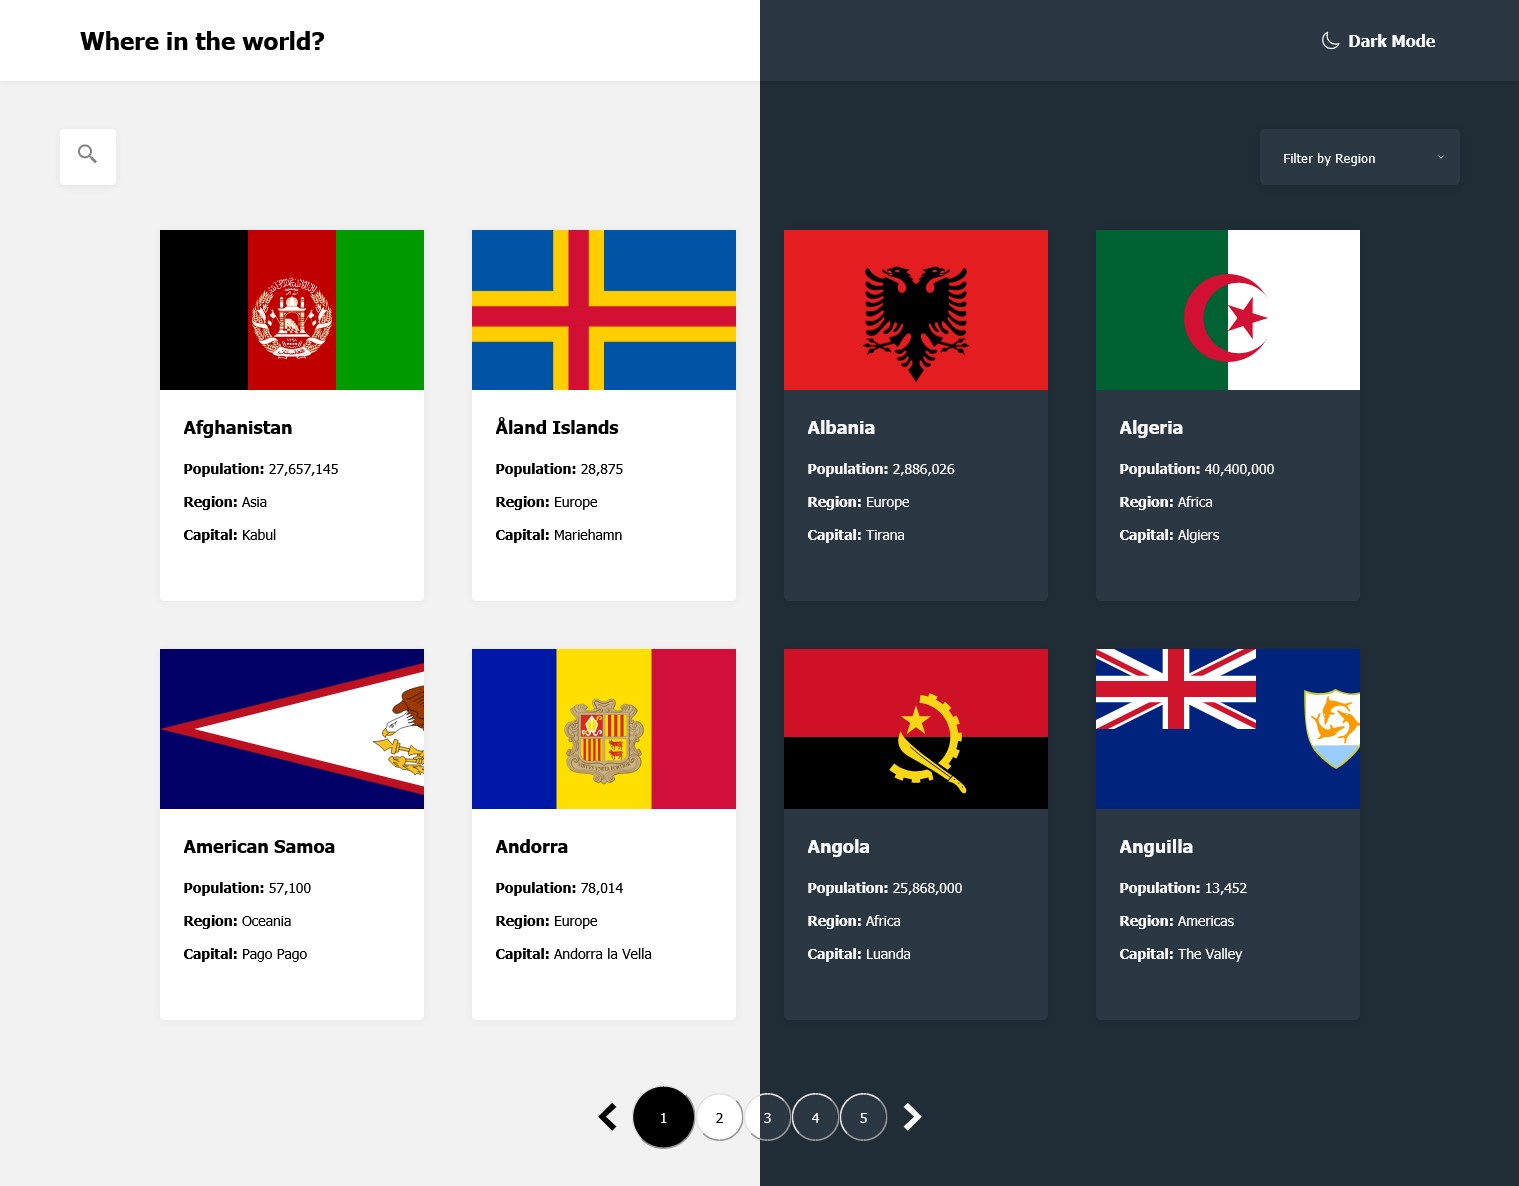 Where in the world?
Dark Mode
Filter by Region
Afghanistan
Population: 27,657,145
Region: Asia
Capital: Kabul
Åland Islands
Population: 28,875
Region: Europe
Capital: Mariehamn
Albania
Population: 2,886,026
Region: Europe
Capital: Tirana
Algeria
Population: 40,400,000
Region: Africa
Capital: Algiers
American Samoa
Population: 57,100
Region: Oceania
Capital: Pago Pago
Andorra
Population: 78,014
Region: Europe
Capital: Andorra la Vella
Angola
Population: 25,868,000
Region: Africa
Capital: Luanda
Anguilla
Population: 13,452
Region: Americas
Capital: The Valley
1 2 3 4 5